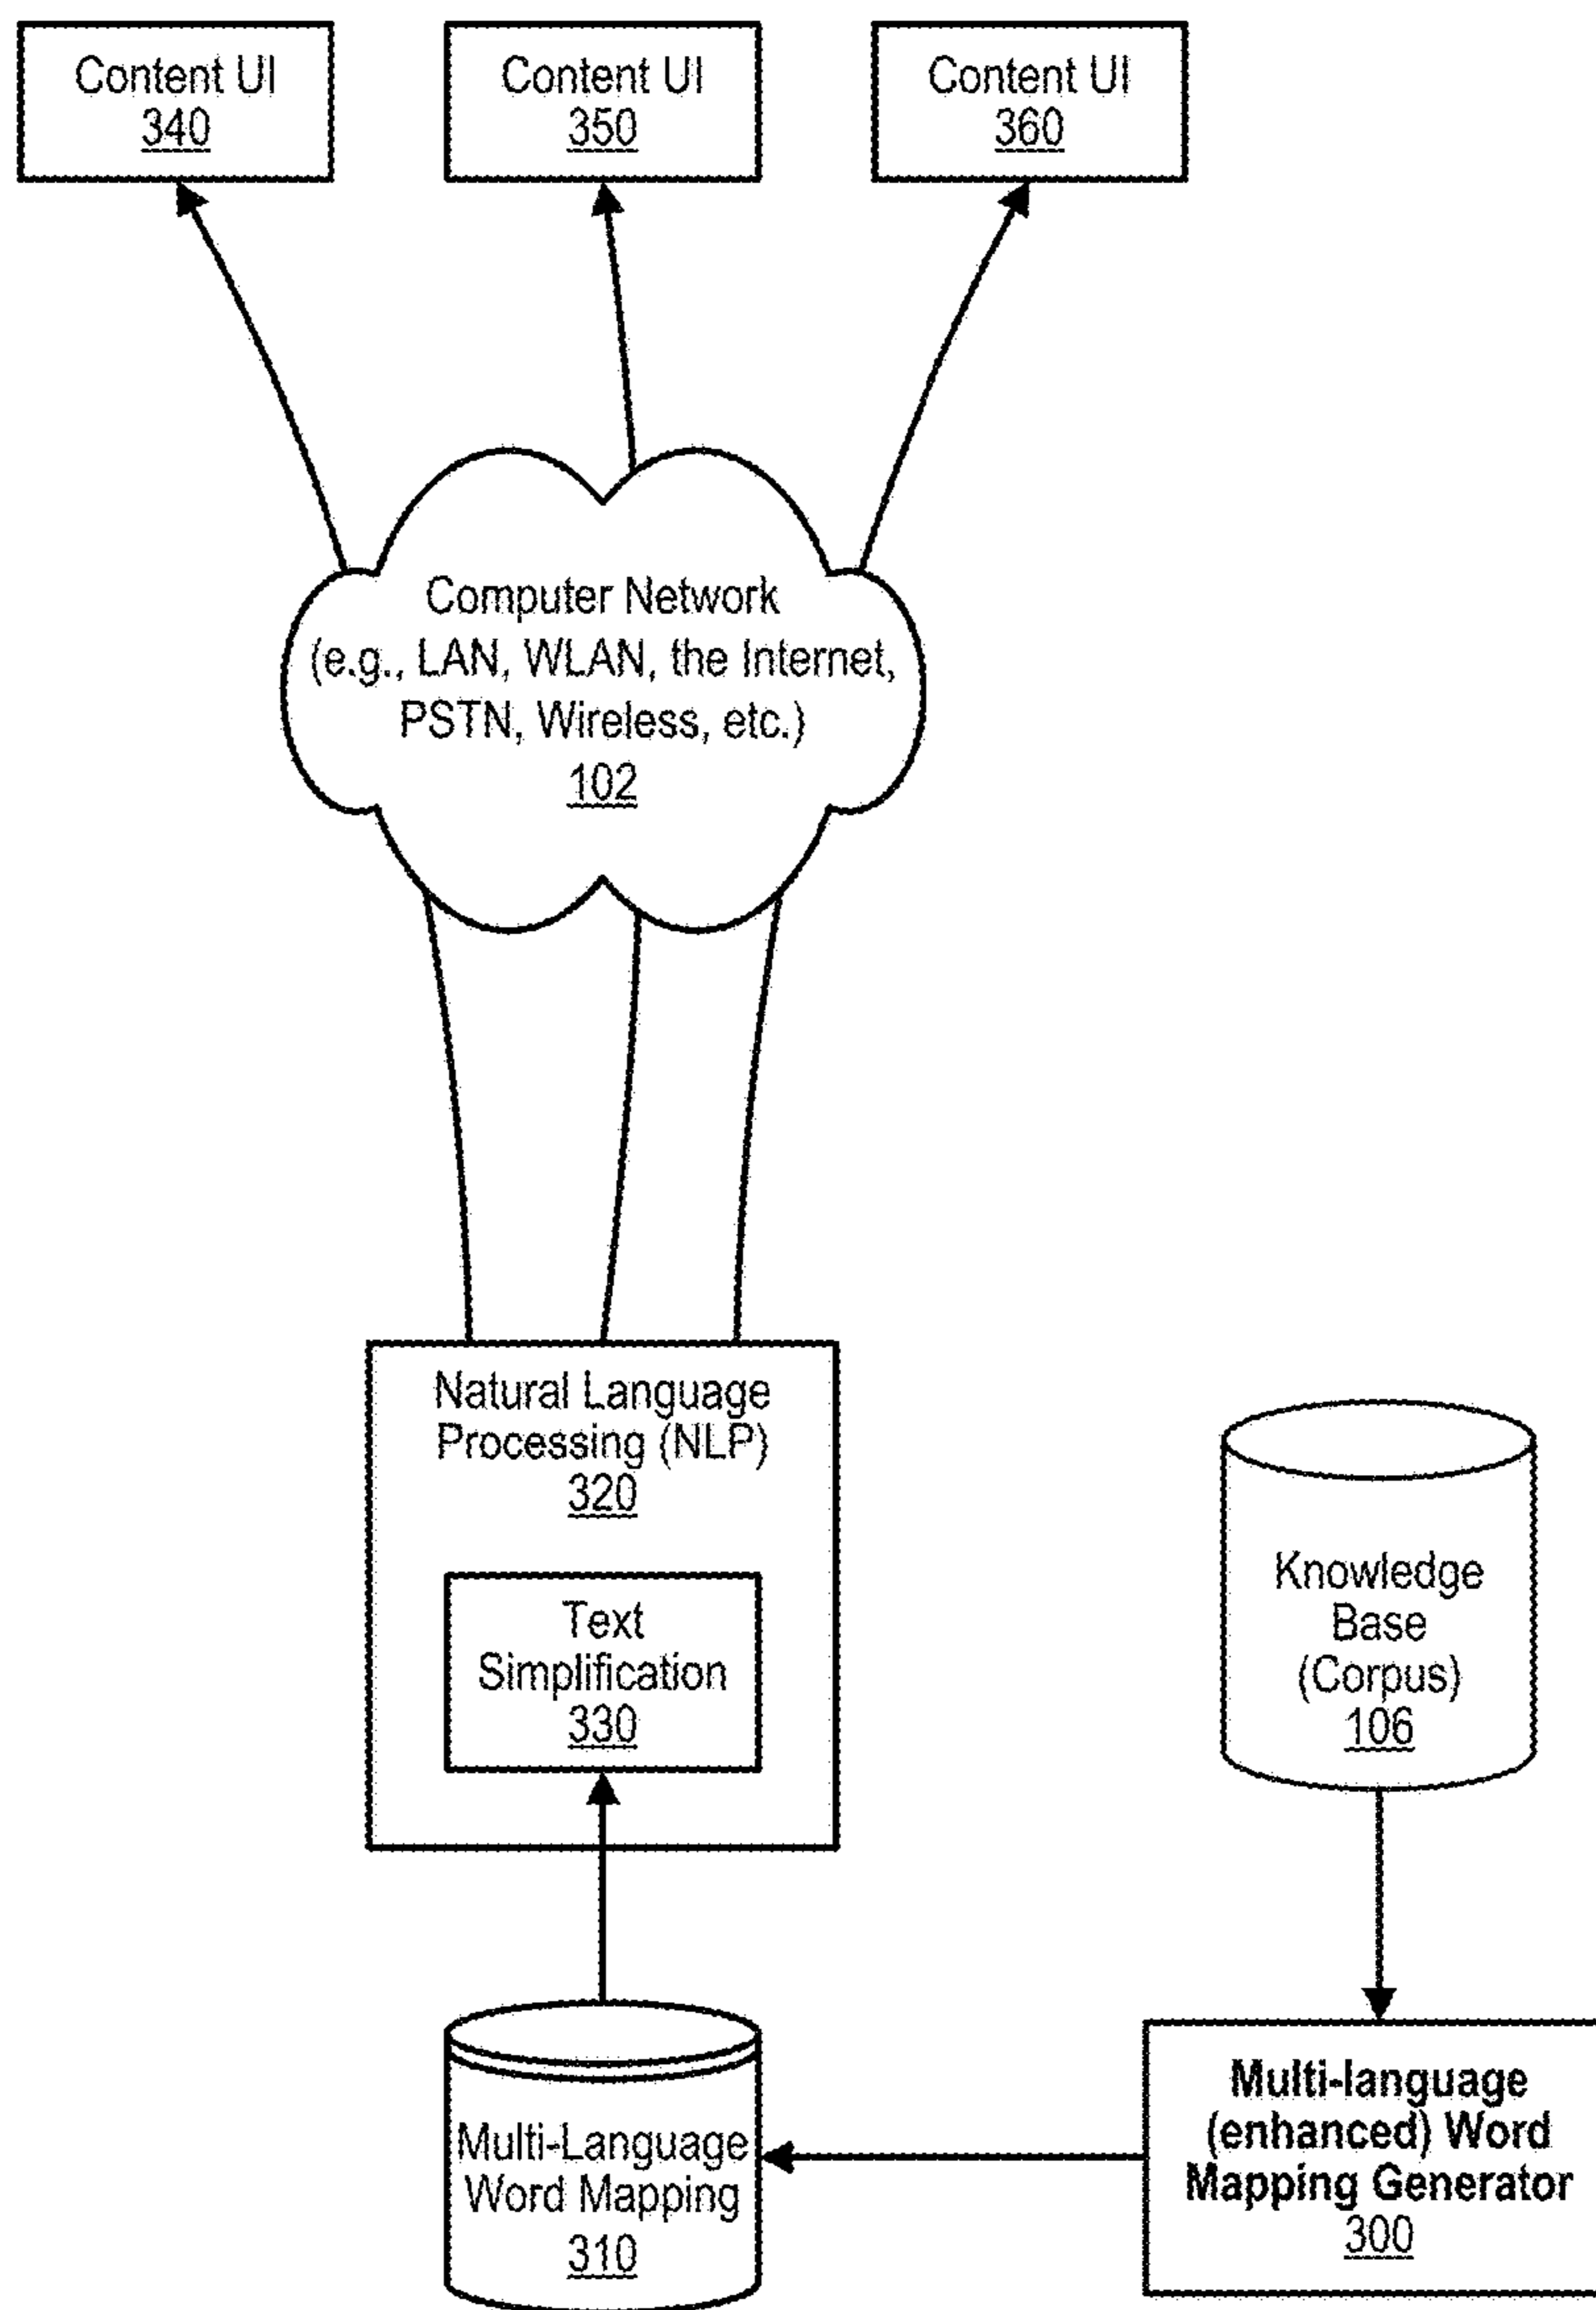 Content UI
340
Content UI
350
Content UI
360
Computer Network
(e.g., LAN, WLAN, the Internet,
PSTN, Wireless, etc.)
102
Natural Language
Processing (NLP)
320
Text
Simplification
330
Knowledge
Base
(Corpus)
106
Multi-Language
Word Mapping
310
Multi-language
(enhanced) Word
Mapping Generator
300